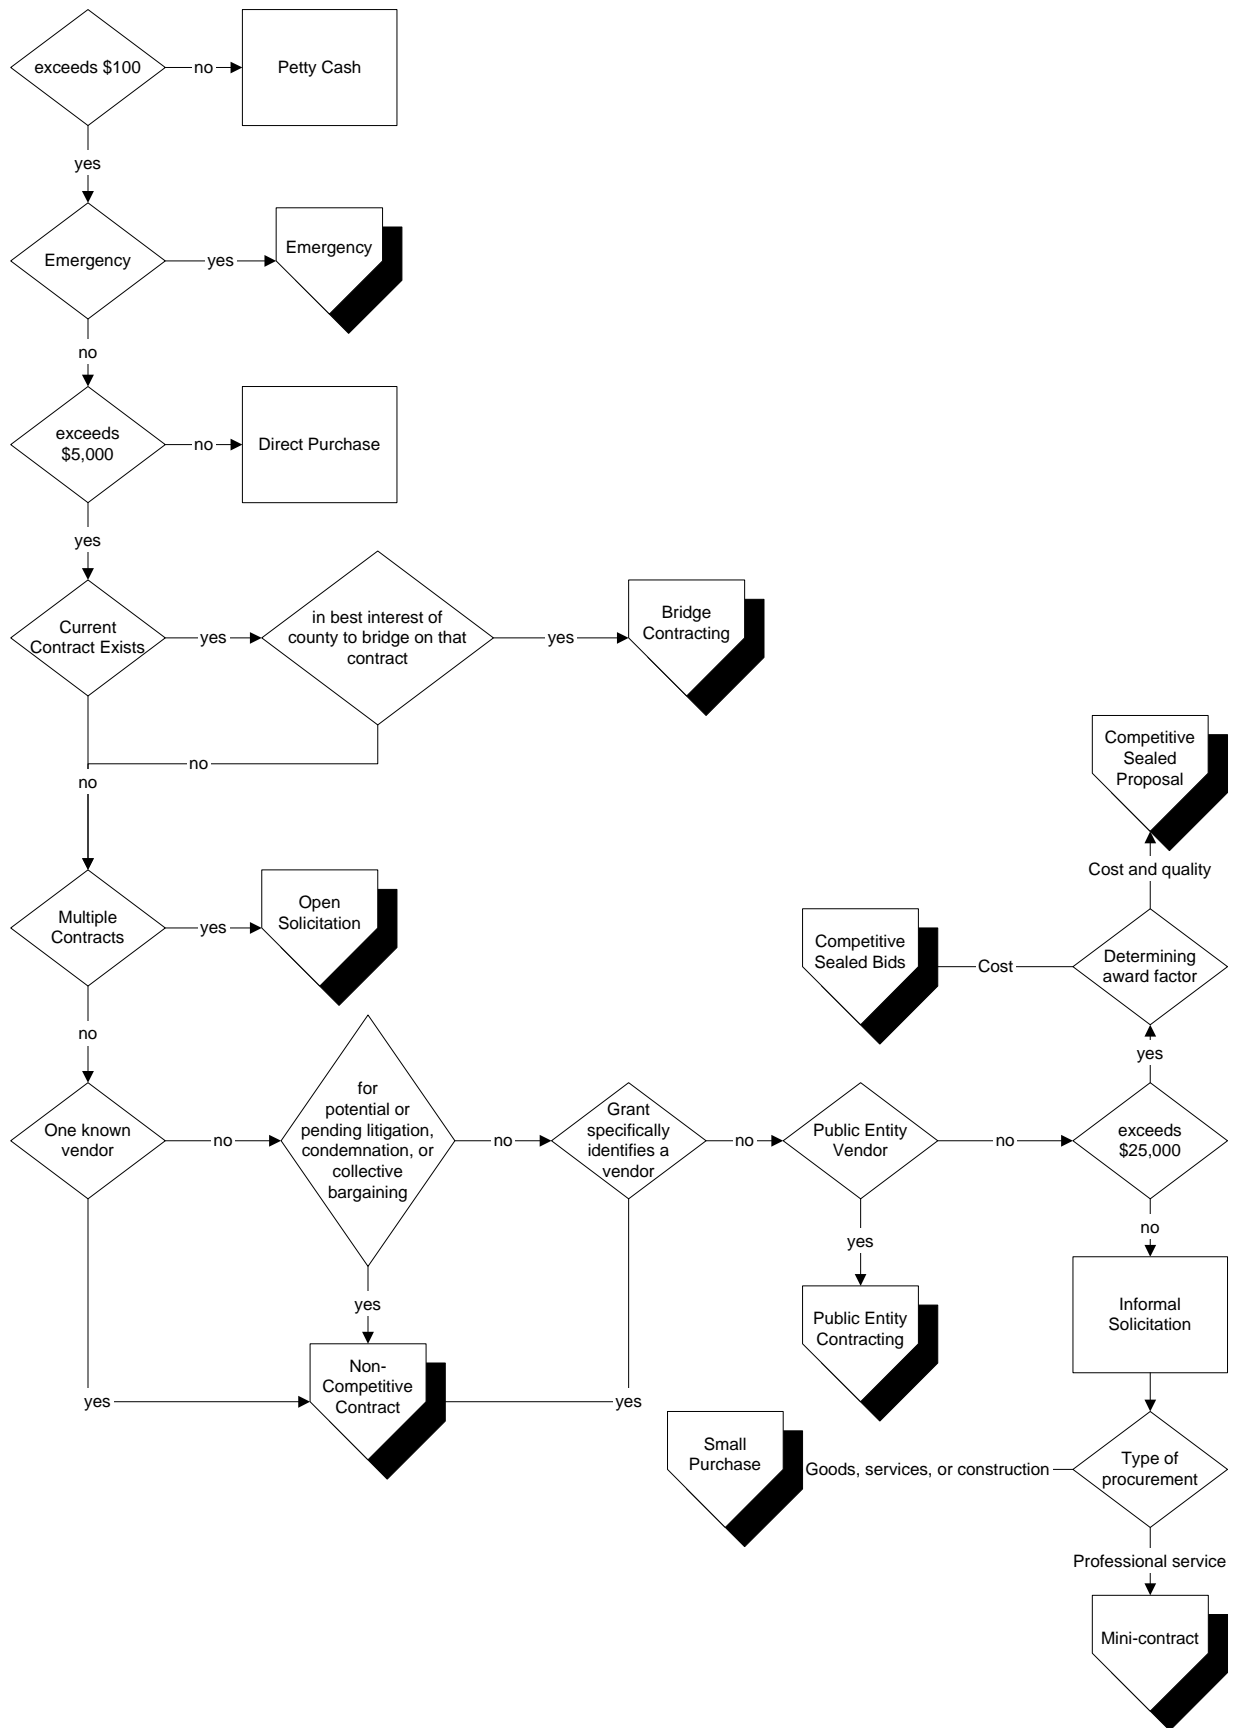 exceeds $100
no
Petty Cash
yes
Emergency
yes
Emergency
no
exceeds
$5,000
no
Direct Purchase
yes
Current
Contract Exists
yes
in best interest of
county to bridge on that
contract
yes
Bridge
Contracting
no
no
Competitive
Sealed
Proposal
Cost and quality
Multiple
Contracts
yes
Open
Solicitation
Competitive
Sealed Bids
Cost
Determining
award factor
no
yes
One known
vendor
no
for
potential or
pending litigation,
condemnation, or
collective
bargaining
no
Grant
specifically
identifies a
vendor
no
Public Entity
Vendor
no
exceeds
$25,000
yes
no
yes
Public Entity
Contracting
Informal
Solicitation
yes
Non-
Competitive
Contract
yes
Small
Purchase
Goods, services, or construction
Type of
procurement
Professional service
Mini-contract